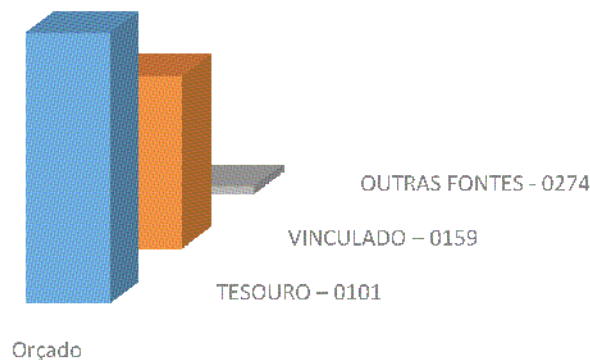 OUTRAS FONTES - 0274
VINCULADO – 0159
TESOURO – 0101
Orçado